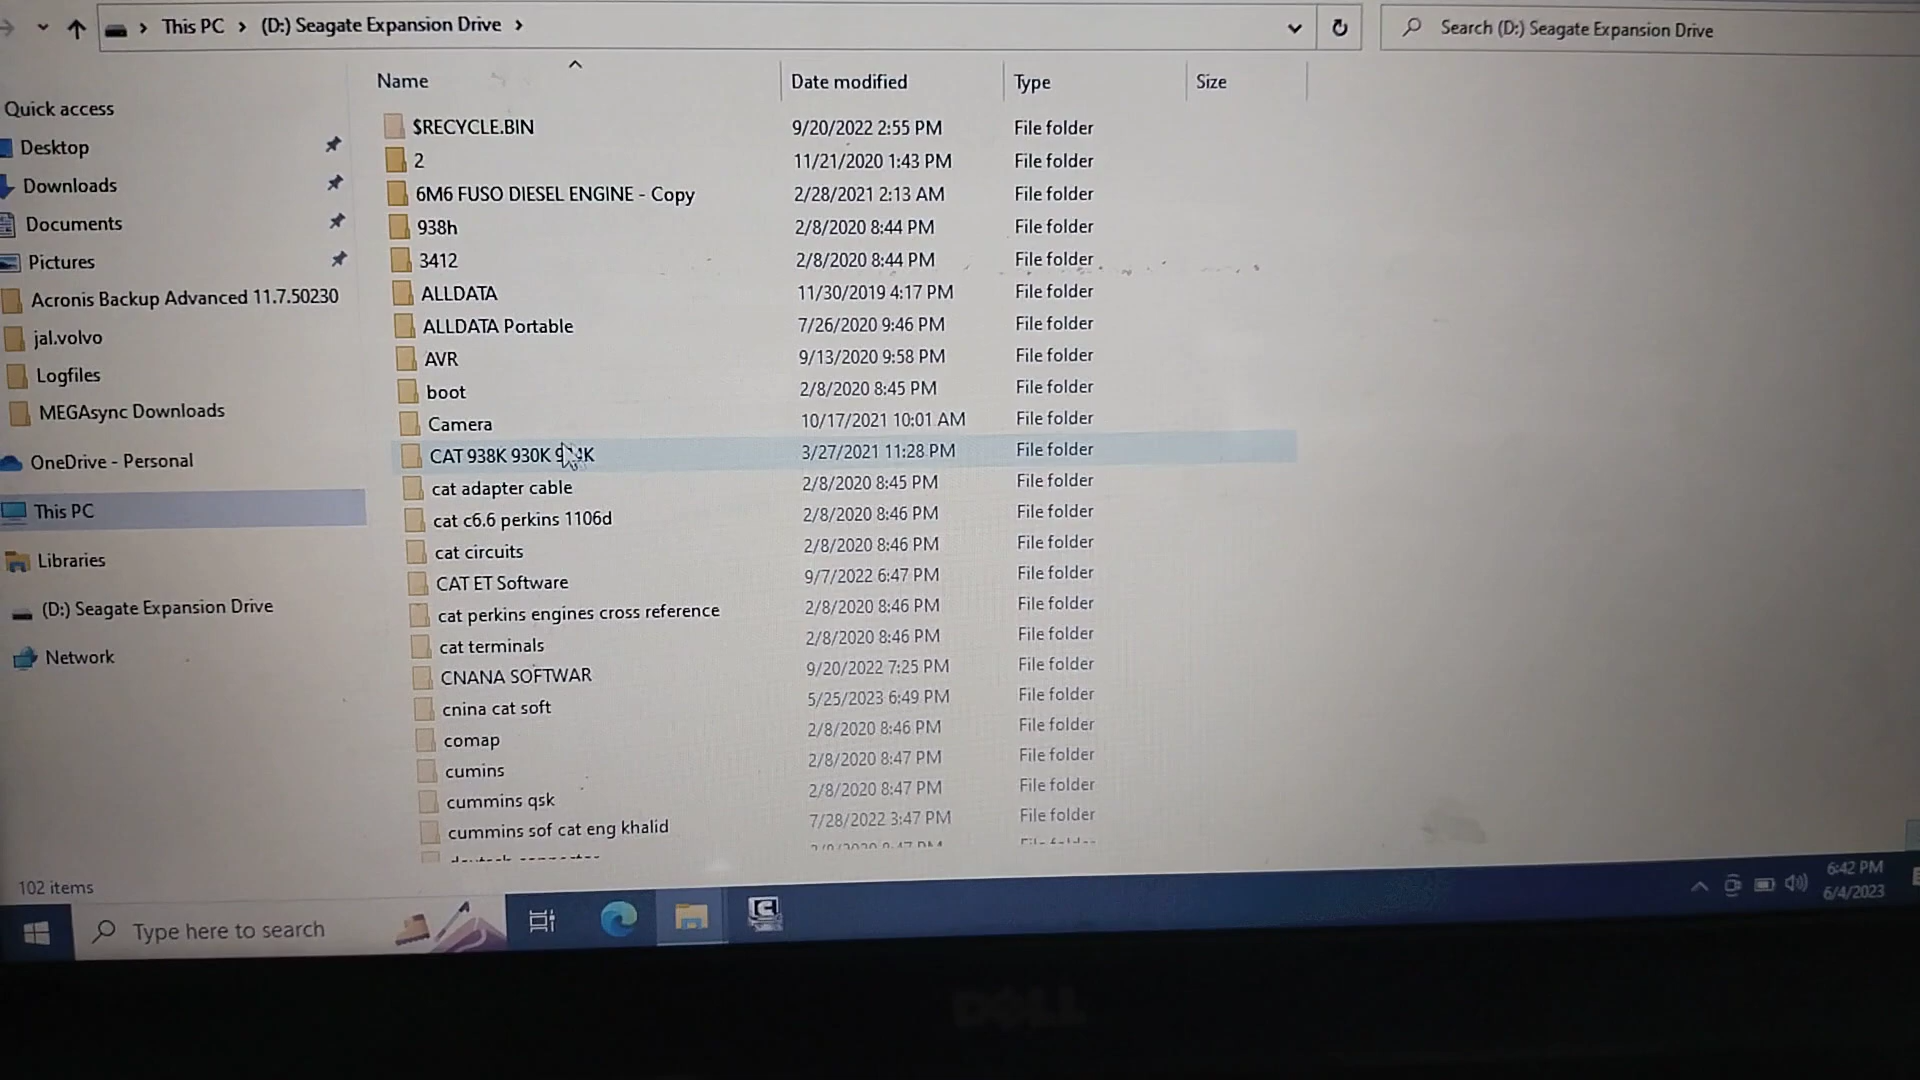 This PC > (D:) Seagate Expansion Drive >
Search (D:) Seagate Expansion Drive
Name Date modified Type Size
Quick access
Desktop
Downloads
Documents
Pictures
Acronis Backup Advanced 11.7.50230
jal.volvo
Logfiles
MEGAsync Downloads
OneDrive - Personal
This PC
Libraries
(D:) Seagate Expansion Drive
Network
$RECYCLE.BIN 9/20/2022 2:55 PM File folder
2 11/21/2020 1:43 PM File folder
6M6 FUSO DIESEL ENGINE - Copy 2/28/2021 2:13 AM File folder
938h 2/8/2020 8:44 PM File folder
3412 2/8/2020 8:44 PM File folder
ALLDATA 11/30/2019 4:17 PM File folder
ALLDATA Portable 7/26/2020 9:46 PM File folder
AVR 9/13/2020 9:58 PM File folder
boot 2/8/2020 8:45 PM File folder
Camera 10/17/2021 10:01 AM File folder
CAT 938K 930K 3/27/2021 11:28 PM File folder
cat adapter cable 2/8/2020 8:45 PM File folder
cat c6.6 perkins 1106d 2/8/2020 8:46 PM File folder
cat circuits 2/8/2020 8:46 PM File folder
CAT ET Software 9/7/2022 6:47 PM File folder
cat perkins engines cross reference 2/8/2020 8:46 PM File folder
cat terminals 2/8/2020 8:46 PM File folder
CNANA SOFTWAR 9/20/2022 7:25 PM File folder
cnina cat soft 5/25/2023 6:49 PM File folder
comap 2/8/2020 8:46 PM File folder
cumins 2/8/2020 8:47 PM File folder
cummins qsk 2/8/2020 8:47 PM File folder
cummins sof cat eng khalid 7/28/2022 3:47 PM File folder
102 items
Type here to search
6:42 PM
6/4/2023
DELL